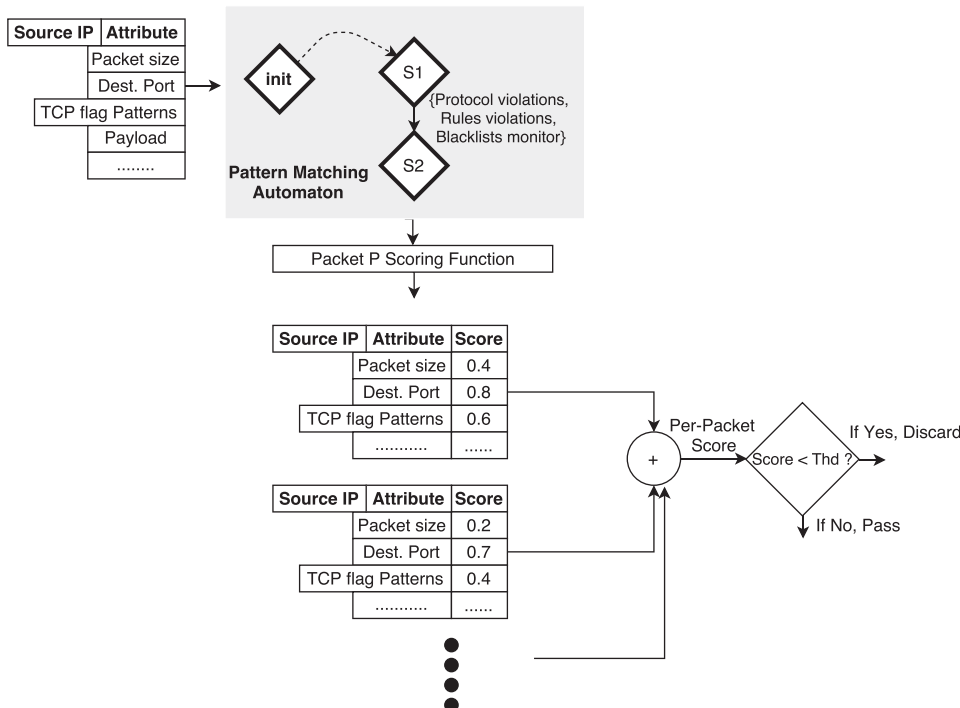 Source IP Attribute
Packet size
Dest. Port
TCP flag Patterns
Payload
........
init
S1
{Protocol violations,
Rules violations,
Blacklists monitor}
S2
Pattern Matching
Automaton
Packet P Scoring Function
Source IP Attribute Score
Packet size 0.4
Dest. Port 0.8
TCP flag Patterns 0.6
........... ......
Source IP Attribute Score
Packet size 0.2
Dest. Port 0.7
TCP flag Patterns 0.4
........... ......
+
Per-Packet
Score
Score < Thd ?
If Yes, Discard
If No, Pass